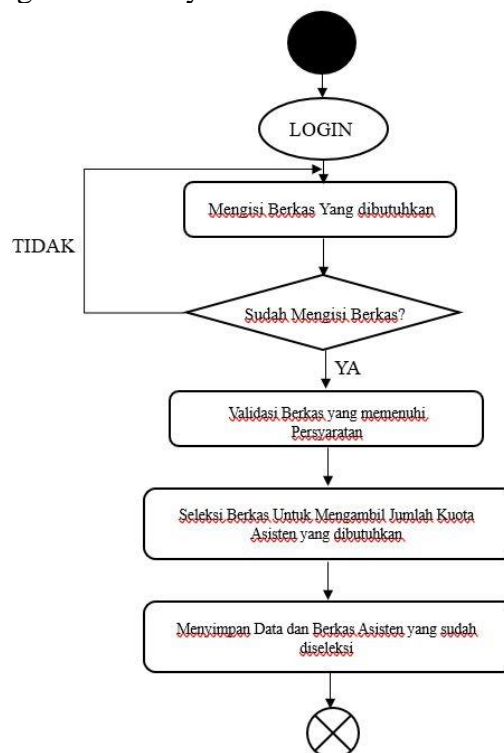 LOGIN
Mengisi Berkas Yang dibutuhkan
TIDAK
Sudah Mengisi Berkas?
YA
Validasi Berkas yang memenuhi
Persyaratan
Seleksi Berkas Untuk Mengambil Jumlah Kuota
Asisten yang dibutuhkan
Menyimpan Data dan Berkas Asisten yang sudah
diseleksi